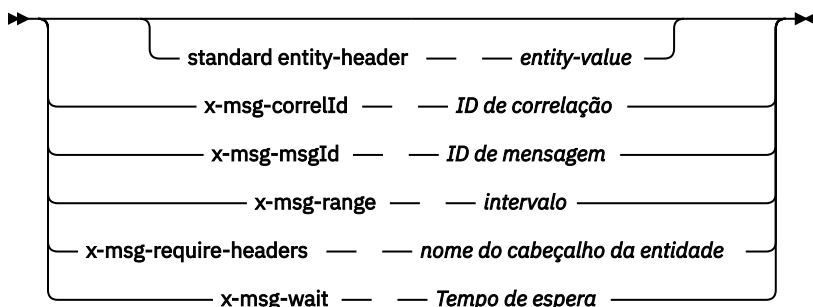 standard entity-header — entity-value
x-msg-correlId — ID de correlação
x-msg-msgId — ID de mensagem
x-msg-range — intervalo
x-msg-require-headers — nome do cabeçalho da entidade
x-msg-wait — Tempo de espera